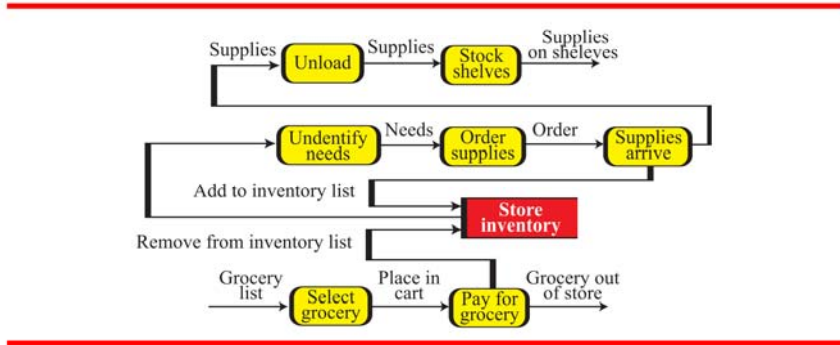 Supplies
Unload
Supplies
Stock
shelves
Supplies
on sheleves
Undentify
needs
Needs
Order
supplies
Order
Supplies
arrive
Add to inventory list
Store
inventory
Remove from inventory list
Grocery
list
Select
grocery
Place in
cart
Pay for
grocery
Grocery out
of store